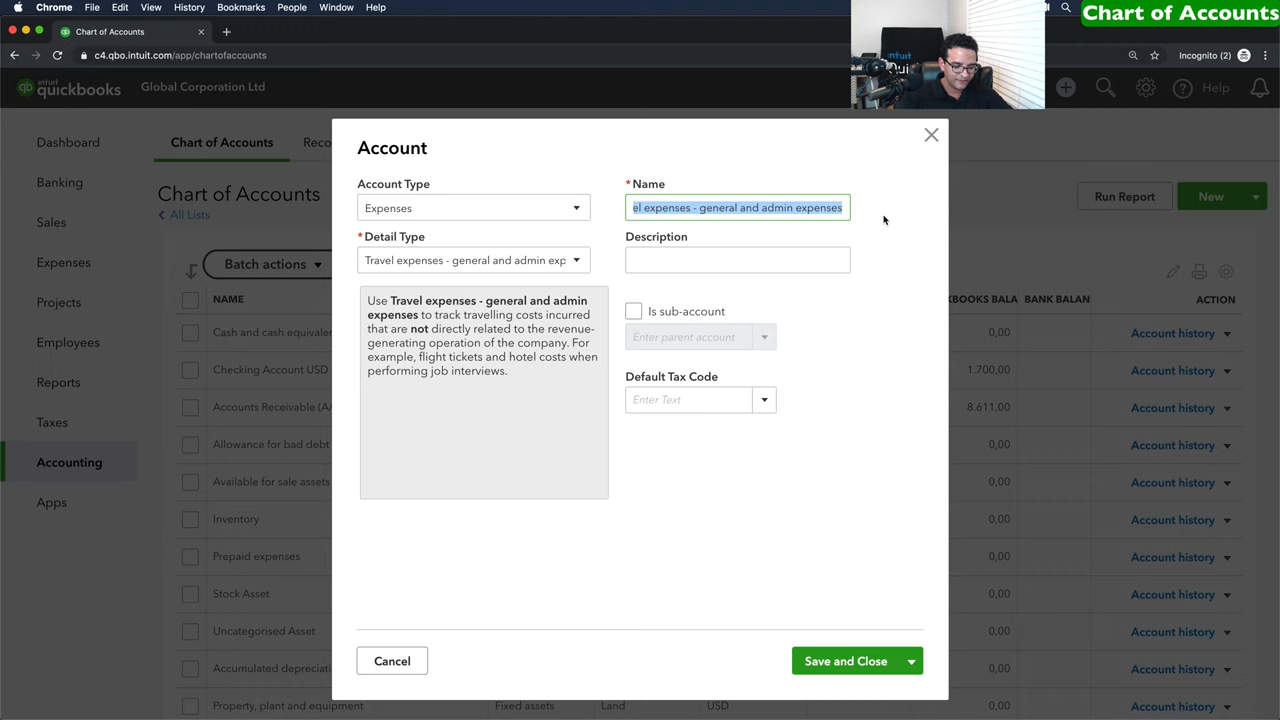 Chrome File Edit View History Bookmarks People Window Help
Chart of Accounts
Chart of Accounts
c4.qbo.intuit.com/app/chartofaccounts
Incognito (2)
intuit
quickbooks
Global Corporation Ltd
Help
Dashboard
Banking
Sales
Expenses
Projects
Employees
Reports
Taxes
Accounting
Apps
Chart of Accounts
Reco
Chart of Accounts
All Lists
Run Report
New
Batch actions
NAME
KBOOKS BALA
BANK BALAN
ACTION
Cash and cash equivale
0,00
Account history
Checking Account USD
1.700,00
Account history
Accounts Receivable (A/
8.611,00
Account history
Allowance for bad debt
0,00
Account history
Available for sale assets
0,00
Account history
Inventory
0,00
Account history
Prepaid expenses
0,00
Account history
Stock Asset
0,00
Account history
Uncategorised Asset
0,00
Account history
Accumulated depreciati
0,00
Account history
Property, plant and equipment
Fixed assets
Land
USD
0,00
Account history
Account
Account Type
Expenses
* Detail Type
Travel expenses - general and admin exp
Use Travel expenses - general and admin
expenses to track travelling costs incurred
that are not directly related to the revenue-
generating operation of the company. For
example, flight tickets and hotel costs when
performing job interviews.
* Name
el expenses - general and admin expenses
Description
Is sub-account
Enter parent account
Default Tax Code
Enter Text
Cancel
Save and Close